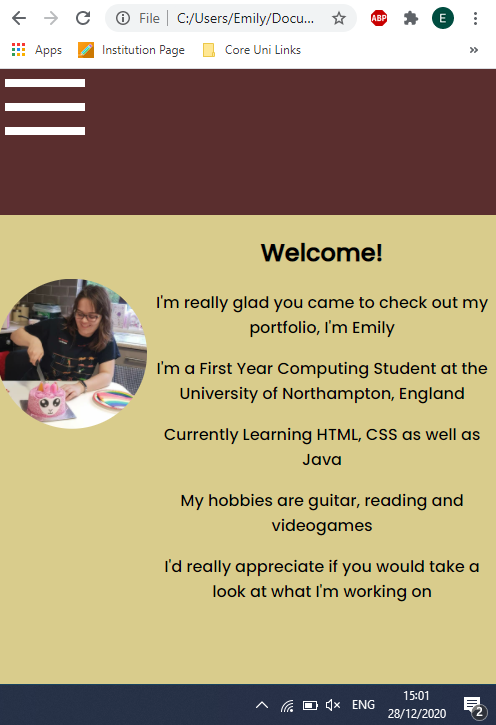 File
C:/Users/Emily/Docu...
ABP
E
Apps
Institution Page
Core Uni Links
»
Welcome!
I'm really glad you came to check out my
portfolio, I'm Emily
I'm a First Year Computing Student at the
University of Northampton, England
Currently Learning HTML, CSS as well as
Java
My hobbies are guitar, reading and
videogames
I'd really appreciate if you would take a
look at what I'm working on
ENG
15:01
28/12/2020
2